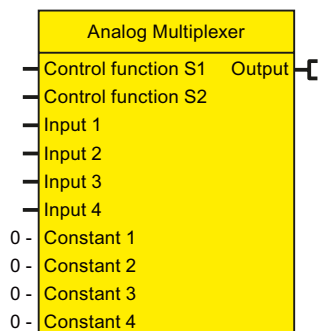 Analog Multiplexer
Control function S1 Output
Control function S2
Input 1
Input 2
Input 3
Input 4
0 - Constant 1
0 - Constant 2
0 - Constant 3
0 - Constant 4